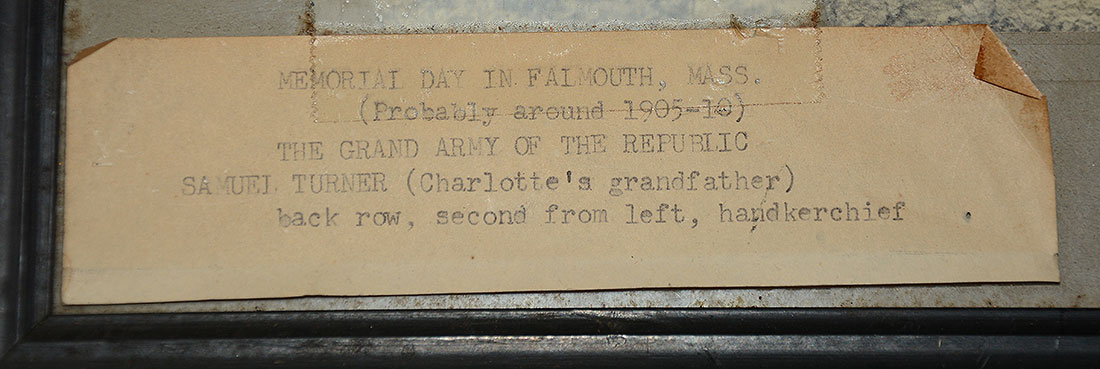 MEMORIAL DAY IN FALMOUTH, MASS.
(Probably around 1905-10)
THE GRAND ARMY OF THE REPUBLIC
SAMUEL TURNER (Charlotte's grandfather)
back row, second from left, handkerchief